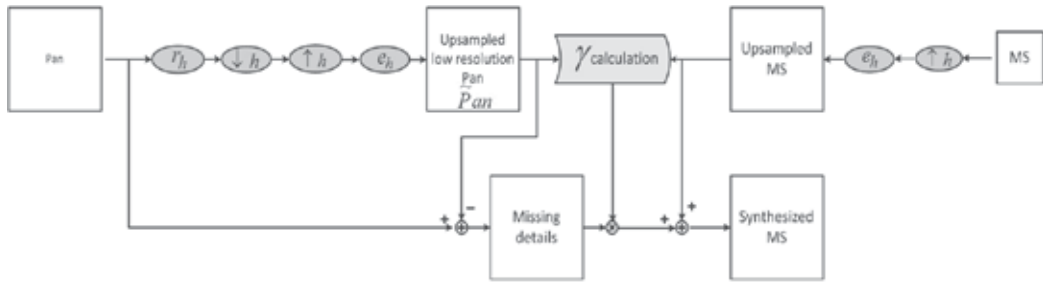 Pan
r_h
↓ h
↑ h
e_h
Upsampled
low resolution
Pan
P̃an
γ calculation
Upsampled
MS
e_h
↑ h
MS
−
+
Missing
details
+
+
Synthesized
MS